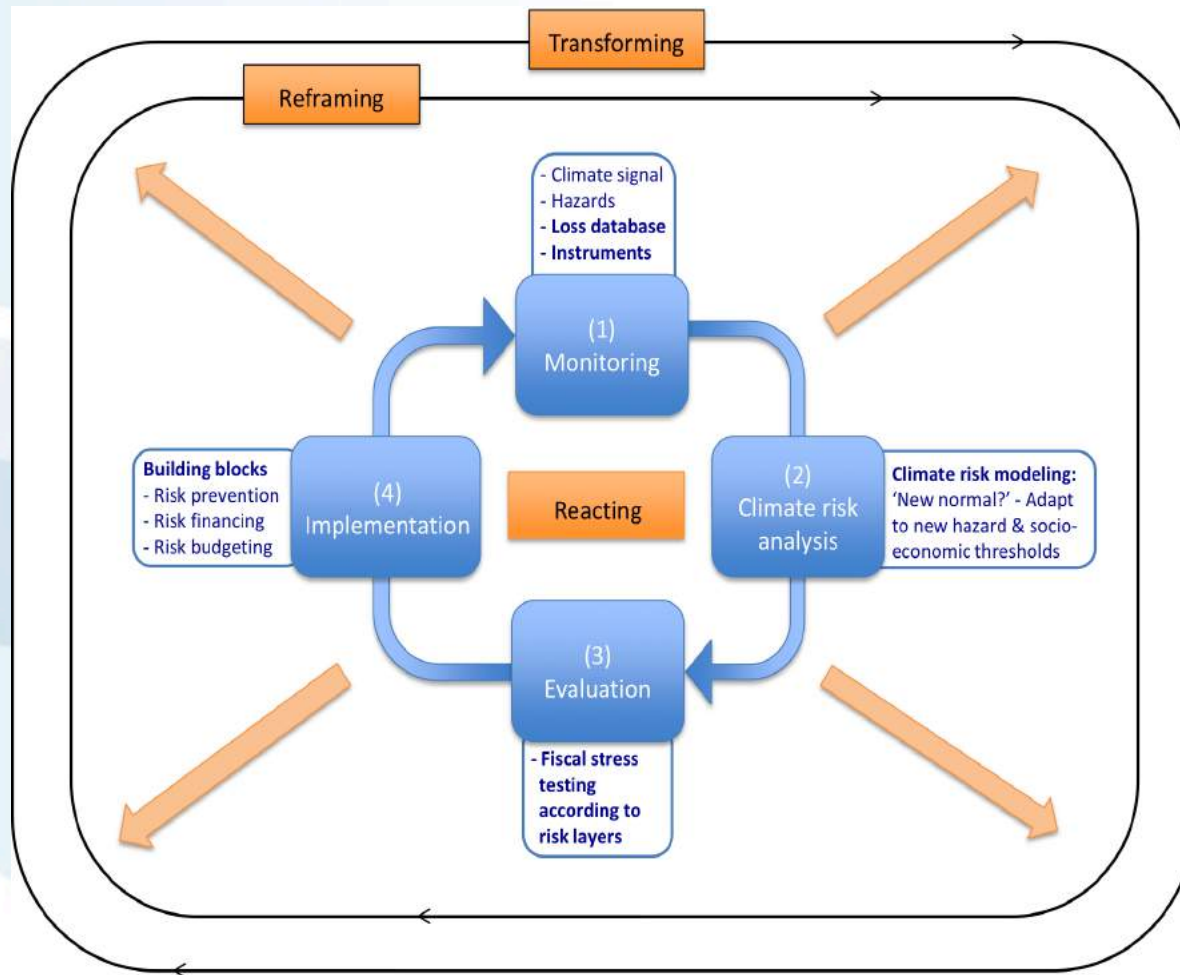 Transforming
Reframing
- Climate signal
- Hazards
- Loss database
- Instruments
(1)
Monitoring
Building blocks
- Risk prevention
- Risk financing
- Risk budgeting
(4)
Implementation
Reacting
(2)
Climate risk
analysis
Climate risk modeling:
‘New normal?’ - Adapt
to new hazard & socio-
economic thresholds
(3)
Evaluation
- Fiscal stress
testing
according to
risk layers